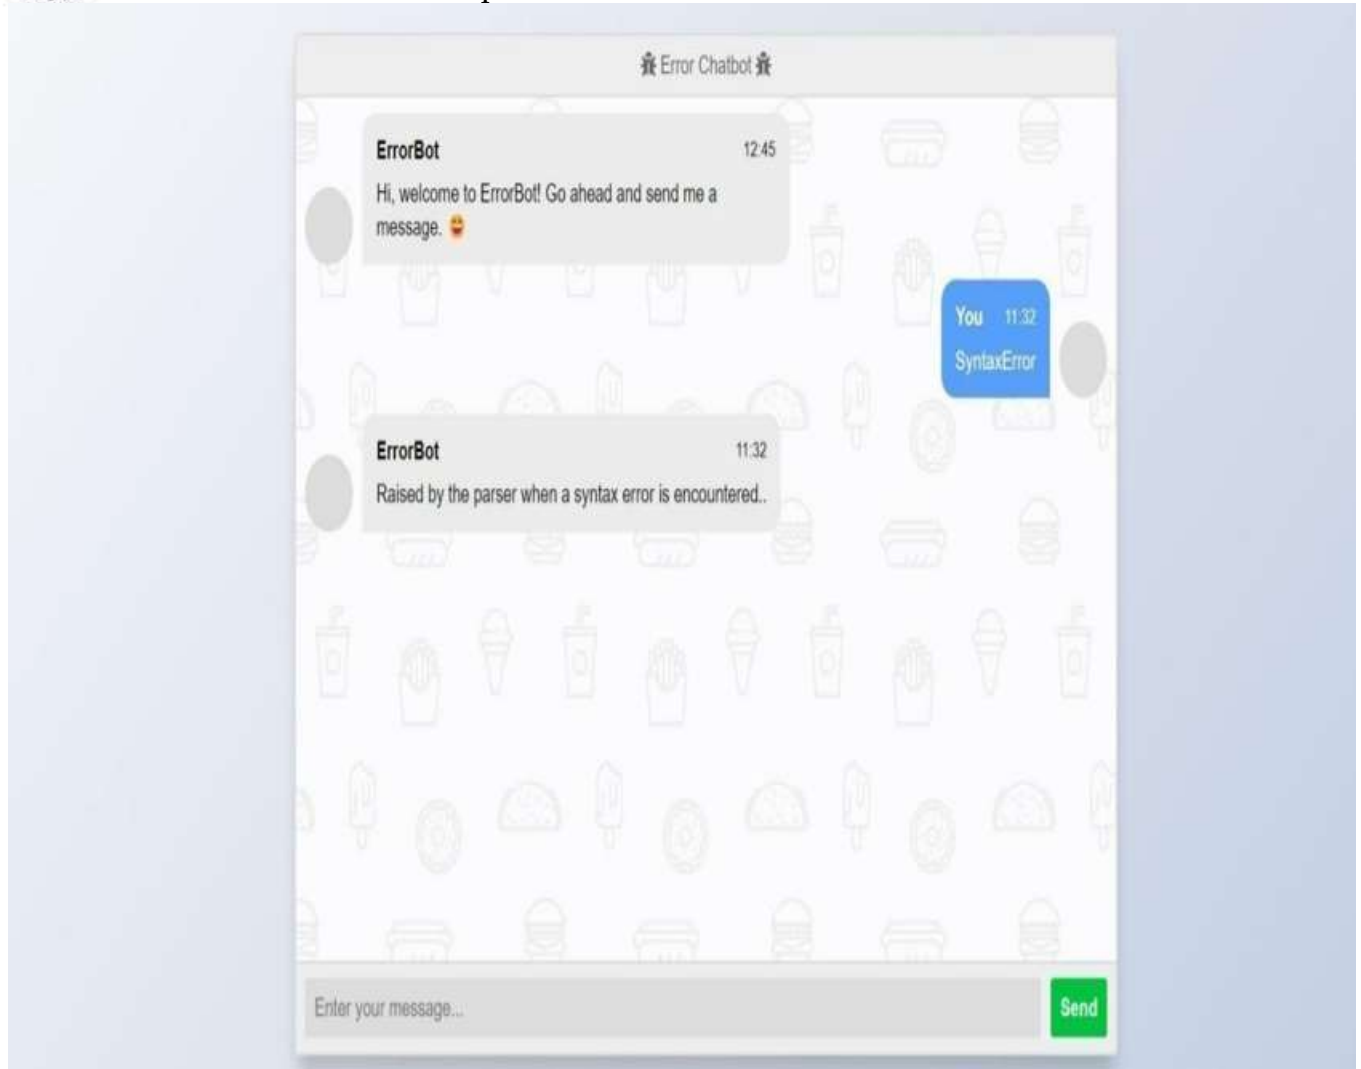 Error Chatbot
ErrorBot 12:45
Hi, welcome to ErrorBot! Go ahead and send me a
message.
You 11:32
SyntaxError
ErrorBot 11:32
Raised by the parser when a syntax error is encountered..
Enter your message...
Send